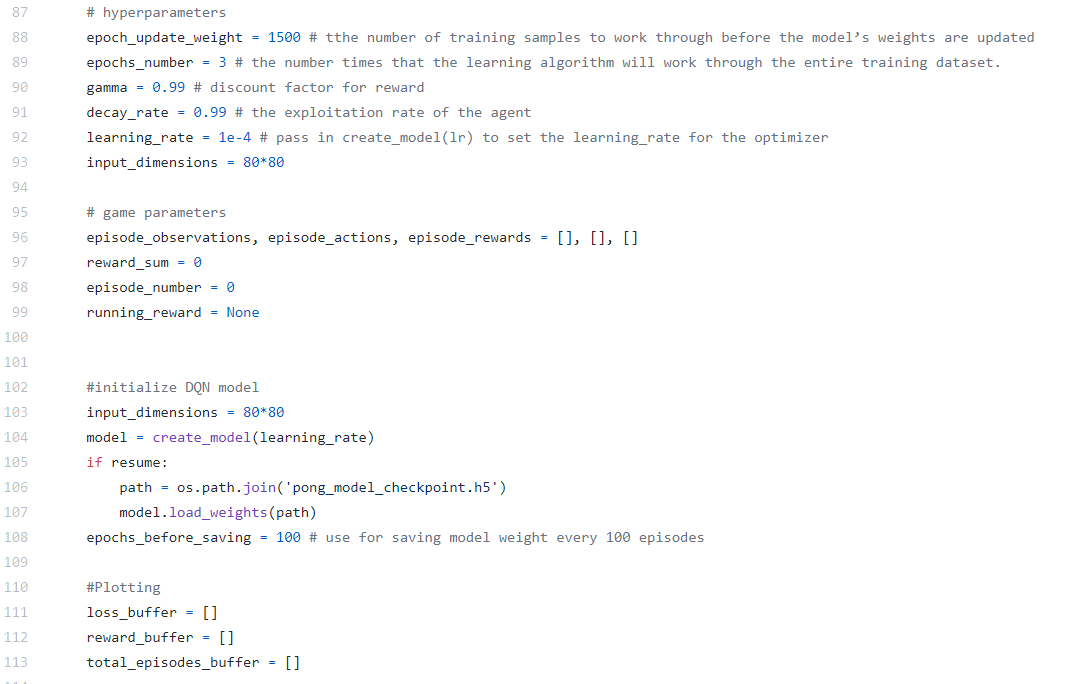 87 # hyperparameters
88 epoch_update_weight = 1500 # tthe number of training samples to work through before the model’s weights are updated
89 epochs_number = 3 # the number times that the learning algorithm will work through the entire training dataset.
90 gamma = 0.99 # discount factor for reward
91 decay_rate = 0.99 # the exploitation rate of the agent
92 learning_rate = 1e-4 # pass in create_model(lr) to set the learning_rate for the optimizer
93 input_dimensions = 80*80
94
95 # game parameters
96 episode_observations, episode_actions, episode_rewards = [], [], []
97 reward_sum = 0
98 episode_number = 0
99 running_reward = None
100
101
102 #initialize DQN model
103 input_dimensions = 80*80
104 model = create_model(learning_rate)
105 if resume:
106     path = os.path.join('pong_model_checkpoint.h5')
107     model.load_weights(path)
108 epochs_before_saving = 100 # use for saving model weight every 100 episodes
109
110 #Plotting
111 loss_buffer = []
112 reward_buffer = []
113 total_episodes_buffer = []